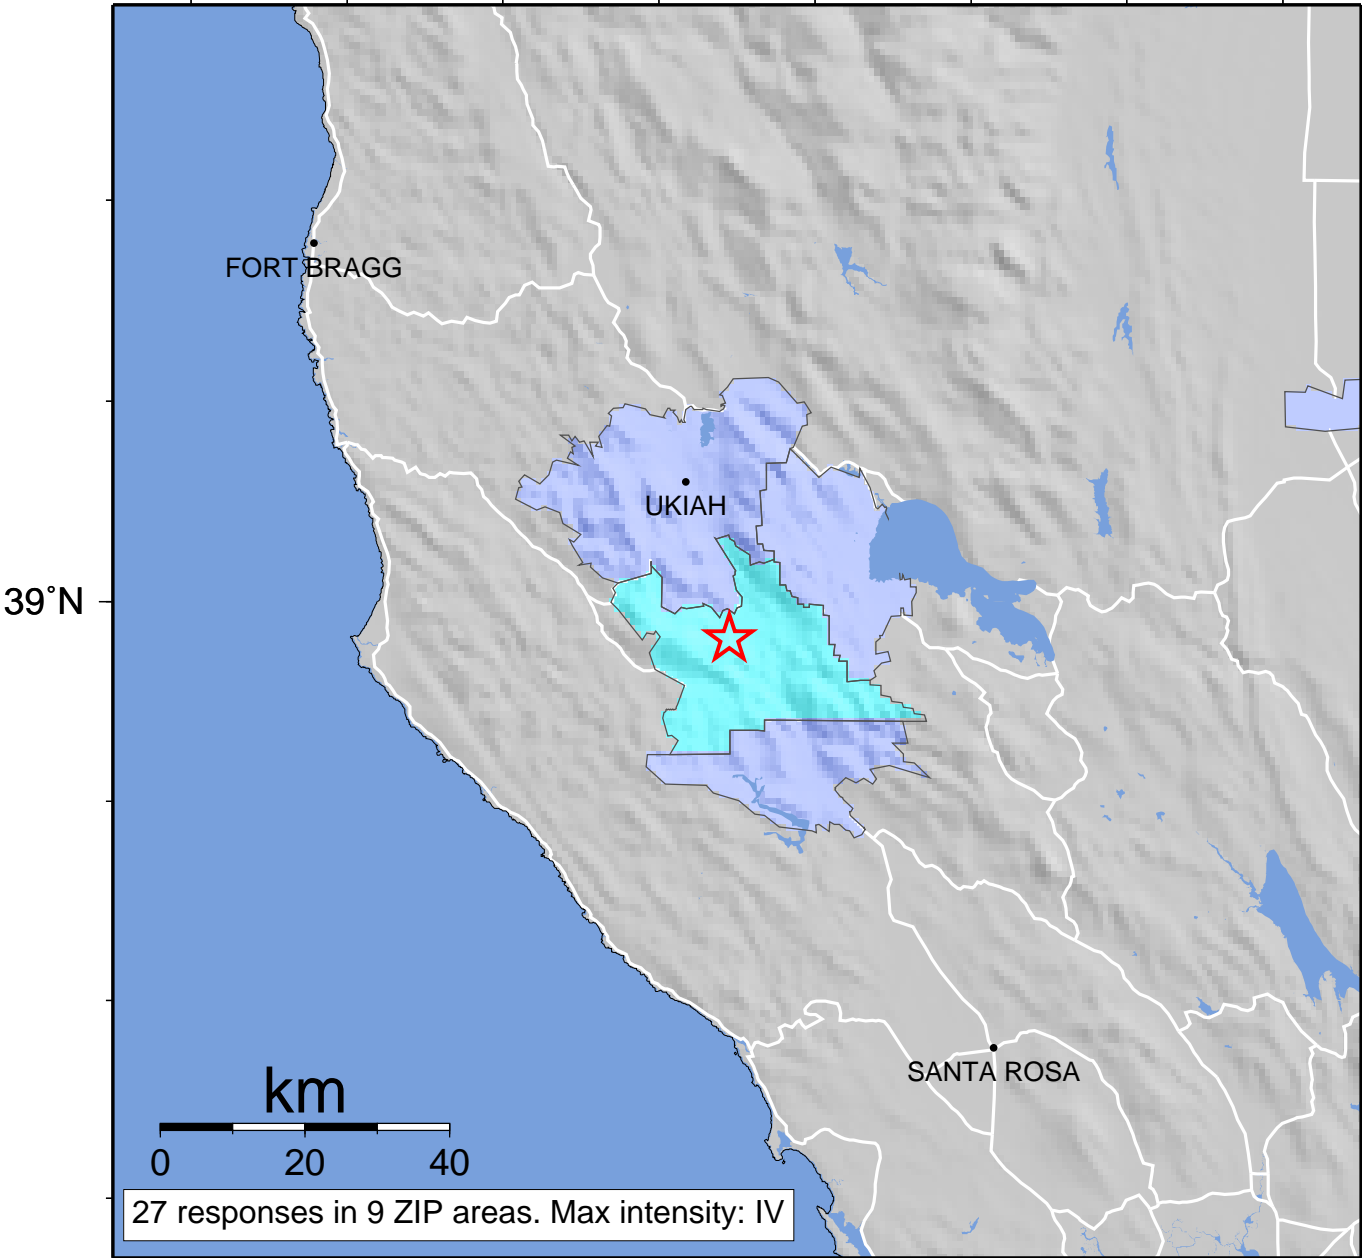 FORT BRAGG
UKIAH
39°N
SANTA ROSA
km
0 20 40
27 responses in 9 ZIP areas. Max intensity: IV